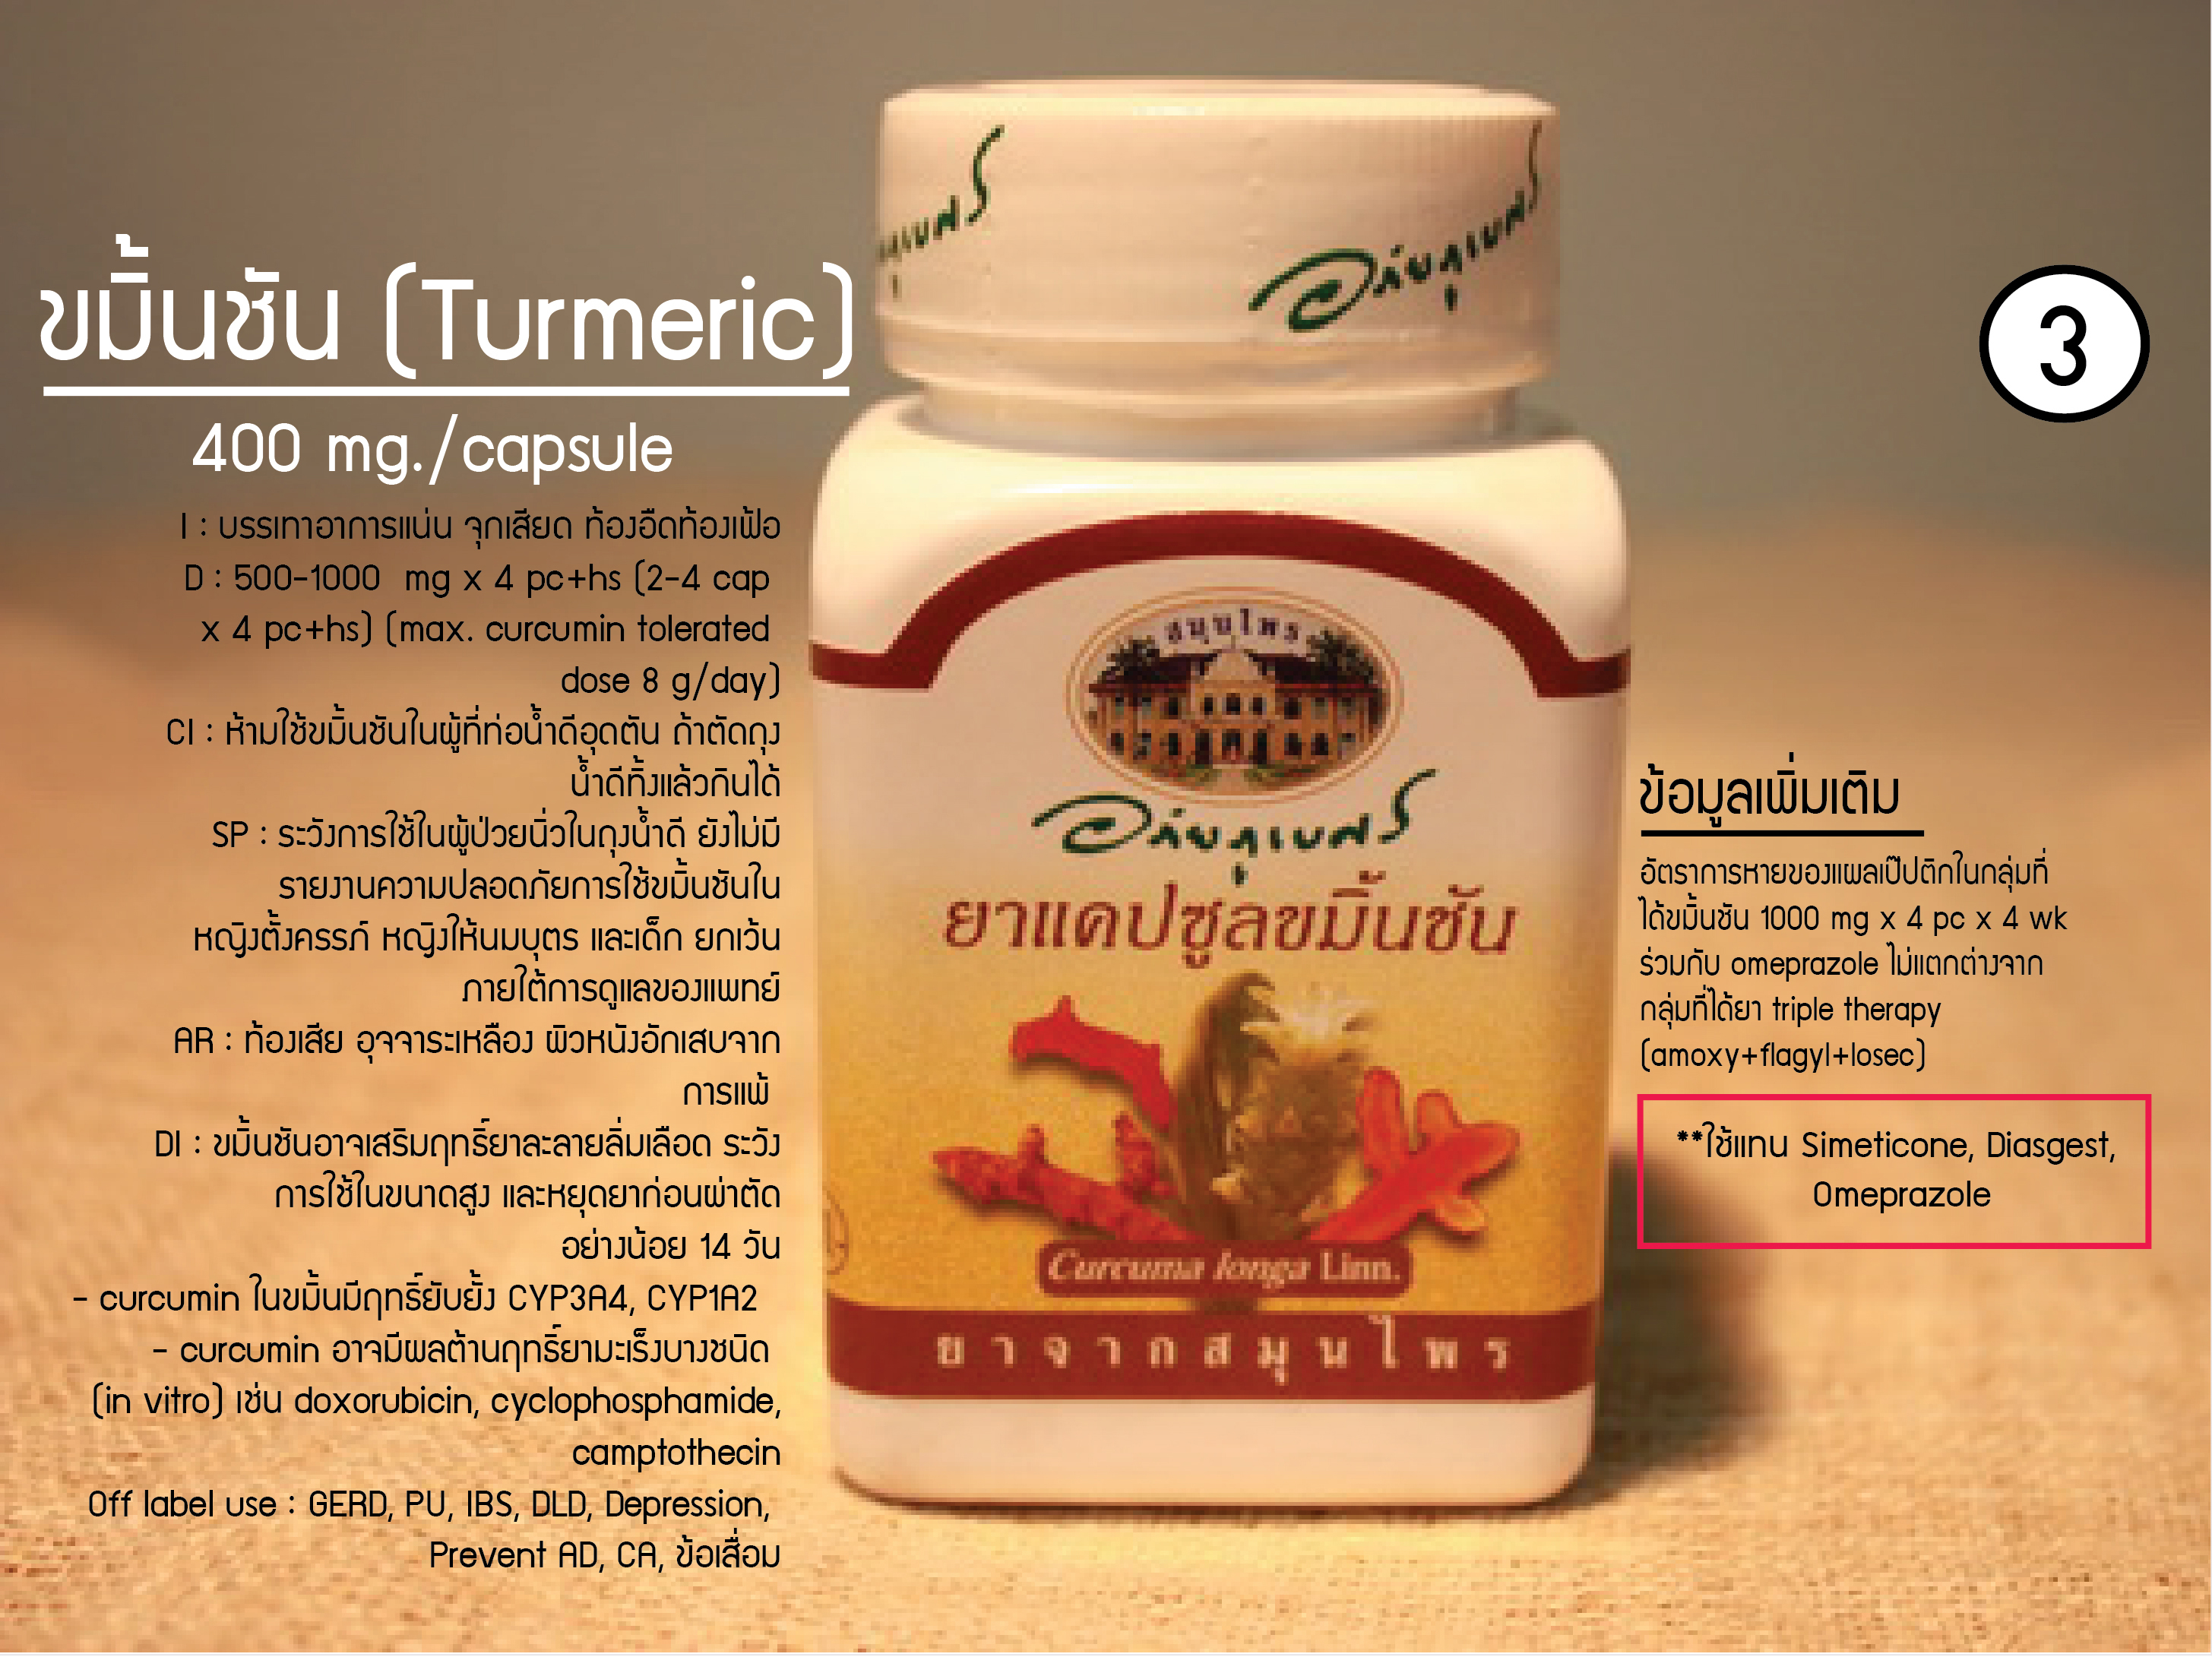 ขมิ้นชัน (Turmeric)
400 mg./capsule
I : บรรเทาอาการแน่น จุกเสียด ท้องอืดท้องเฟ้อ
D : 500-1000 mg x 4 pc+hs (2-4 cap
x 4 pc+hs) (max. curcumin tolerated
dose 8 g/day)
CI : ห้ามใช้ขมิ้นชันในผู้ที่ท่อน้ำดีอุดตัน ถ้าตัดถุง
น้ำดีทิ้งแล้วกินได้
SP : ระวังการใช้ในผู้ป่วยนิ่วในถุงน้ำดี ยังไม่มี
รายงานความปลอดภัยการใช้ขมิ้นชันใน
หญิงตั้งครรภ์ หญิงให้นมบุตร และเด็ก ยกเว้น
ภายใต้การดูแลของแพทย์
AR : ท้องเสีย อุจจาระเหลือง ผิวหนังอักเสบจาก
การแพ้
DI : ขมิ้นชันอาจเสริมฤทธิ์ยาละลายลิ่มเลือด ระวัง
การใช้ในขนาดสูง และหยุดยาก่อนผ่าตัด
อย่างน้อย 14 วัน
- curcumin ในขมิ้นมีฤทธิ์ยับยั้ง CYP3A4, CYP1A2
- curcumin อาจมีผลต้านฤทธิ์ยามะเร็งบางชนิด
(in vitro) เช่น doxorubicin, cyclophosphamide,
camptothecin
Off label use : GERD, PU, IBS, DLD, Depression,
Prevent AD, CA, ข้อเสื่อม
อภัยภูเบศร
สมุนไพร
อภัยภูเบศร
ยาแคปซูลขมิ้นชัน
Curcuma longa Linn.
ยาจากสมุนไพร
3
ข้อมูลเพิ่มเติม
อัตราการหายของแผลเป๊ปติกในกลุ่มที่
ได้ขมิ้นชัน 1000 mg x 4 pc x 4 wk
ร่วมกับ omeprazole ไม่แตกต่างจาก
กลุ่มที่ได้ยา triple therapy
(amoxy+flagyl+losec)
**ใช้แทน Simeticone, Diasgest,
Omeprazole